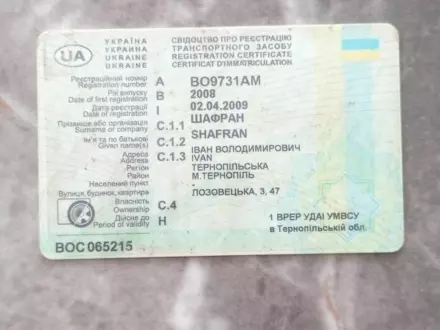 УКРАЇНА
УКРАИНА
UKRAINE
UKRAINE
UA
СВІДОЦТВО ПРО РЕЄСТРАЦІЮ
ТРАНСПОРТНОГО ЗАСОБУ
REGISTRATION CERTIFICATE
CERTIFICAT D'IMMATRICULATION
Реєстраційний номер A BO9731AM
Registration number
Рік випуску B 2008
Date of first registration
Дата реєстрації I 02.04.2009
Date of registration
Прізвище або організація C.1.1 ШАФРАН
Surname or company SHAFRAN
Ім'я та по батькові C.1.2 ІВАН ВОЛОДИМИРОВИЧ
Given name(s) IVAN
Адреса C.1.3
Address
Регіон ТЕРНОПІЛЬСЬКА
Район М.ТЕРНОПІЛЬ
Населений пункт -
Вулиця, будинок, квартира ЛОЗОВЕЦЬКА, 3, 47
Власність C.4
Ownership
Дійсне до H
Period of validity
1 ВРЕР УДАІ УМВСУ
в Тернопільській обл.
BOC 065215